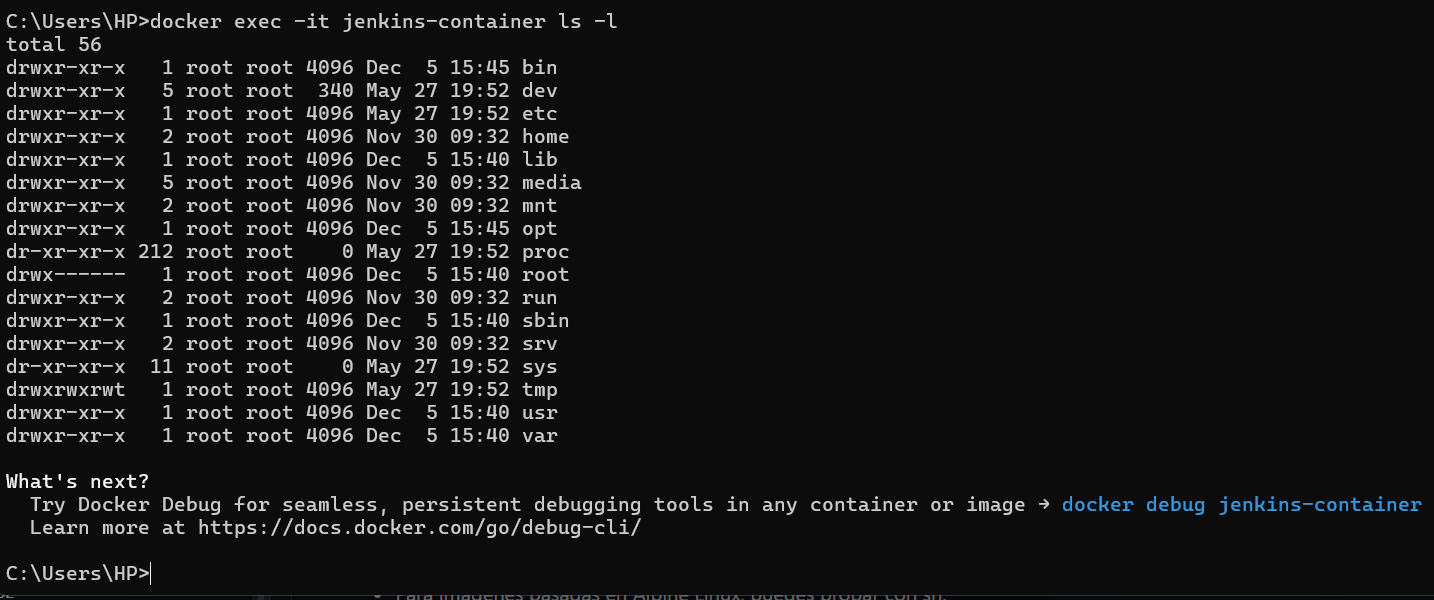 C:\Users\HP>docker exec -it jenkins-container ls -l
total 56
drwxr-xr-x   1 root root 4096 Dec  5 15:45 bin
drwxr-xr-x   5 root root  340 May 27 19:52 dev
drwxr-xr-x   1 root root 4096 May 27 19:52 etc
drwxr-xr-x   2 root root 4096 Nov 30 09:32 home
drwxr-xr-x   1 root root 4096 Dec  5 15:40 lib
drwxr-xr-x   5 root root 4096 Nov 30 09:32 media
drwxr-xr-x   2 root root 4096 Nov 30 09:32 mnt
drwxr-xr-x   1 root root 4096 Dec  5 15:45 opt
dr-xr-xr-x 212 root root    0 May 27 19:52 proc
drwx------   1 root root 4096 Dec  5 15:40 root
drwxr-xr-x   2 root root 4096 Nov 30 09:32 run
drwxr-xr-x   1 root root 4096 Dec  5 15:40 sbin
drwxr-xr-x   2 root root 4096 Nov 30 09:32 srv
dr-xr-xr-x  11 root root    0 May 27 19:52 sys
drwxrwxrwt   1 root root 4096 May 27 19:52 tmp
drwxr-xr-x   1 root root 4096 Dec  5 15:40 usr
drwxr-xr-x   1 root root 4096 Dec  5 15:40 var
What's next?
Try Docker Debug for seamless, persistent debugging tools in any container or image → docker debug jenkins-container
Learn more at https://docs.docker.com/go/debug-cli/
C:\Users\HP>
Para imágenes basadas en Alpine Linux, puedes probar con sh.